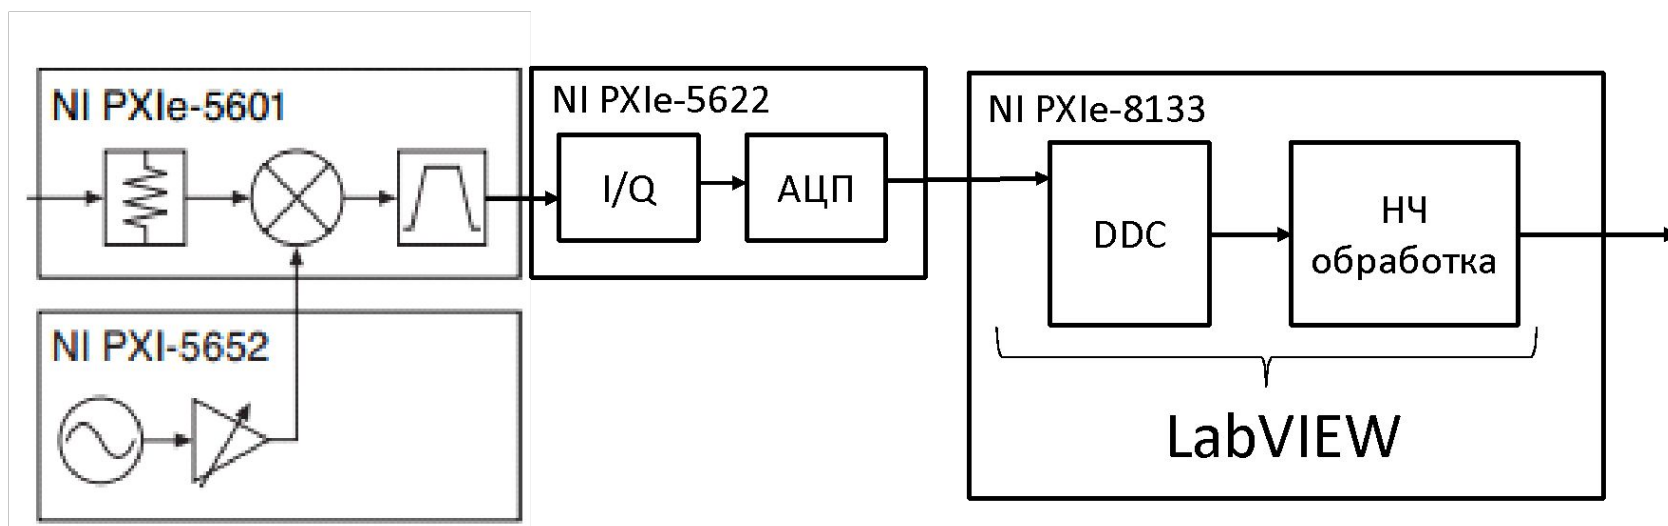 NI PXIe-5601
NI PXIe-5622
I/Q
АЦП
NI PXIe-8133
DDC
НЧ
обработка
LabVIEW
NI PXI-5652